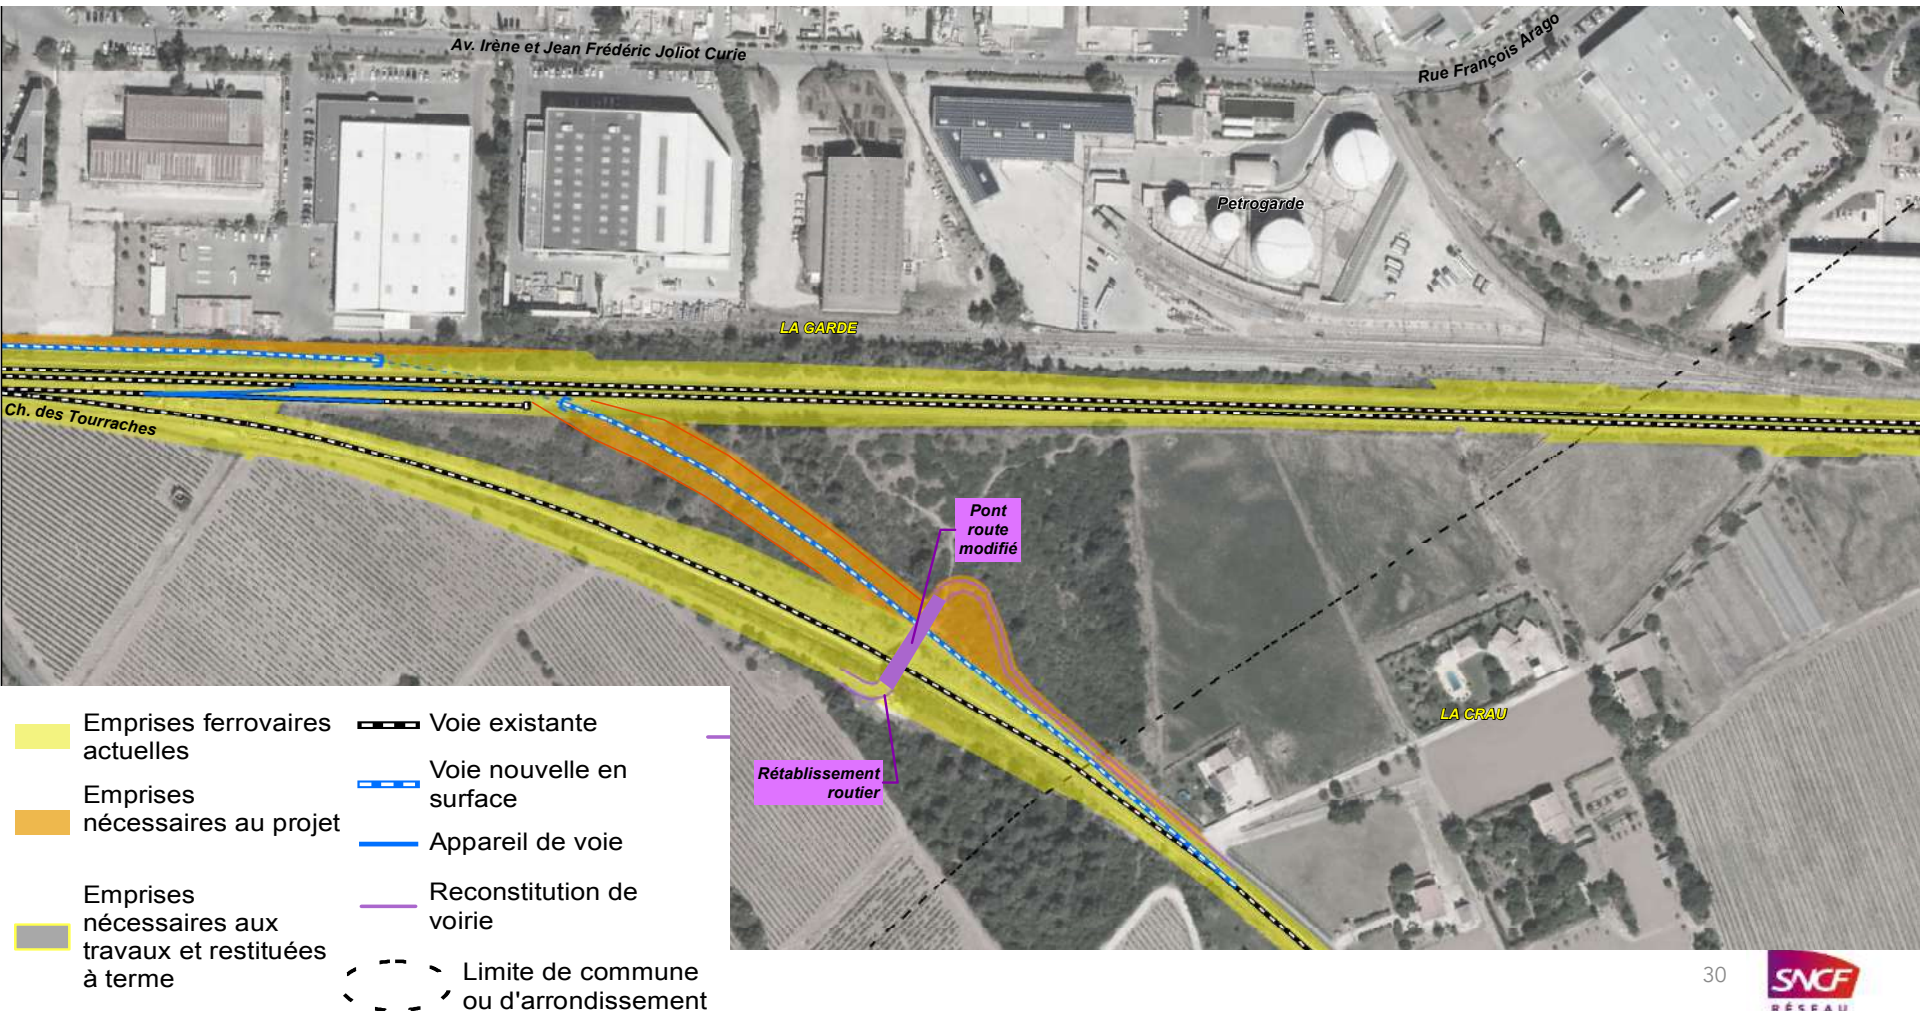 Av. Irène et Jean Frédéric Joliot Curie
Rue François Arago
Petrogarde
LA GARDE
Ch. des Tourraches
Pont
route
modifié
LA CRAU
Rétablissement
routier
Emprises ferrovaires
actuelles
Emprises
nécessaires au projet
Emprises
nécessaires aux
travaux et restituées
à terme
Voie existante
Voie nouvelle en
surface
Appareil de voie
Reconstitution de
voirie
Limite de commune
ou d'arrondissement
30
SNCF
RÉSEAU